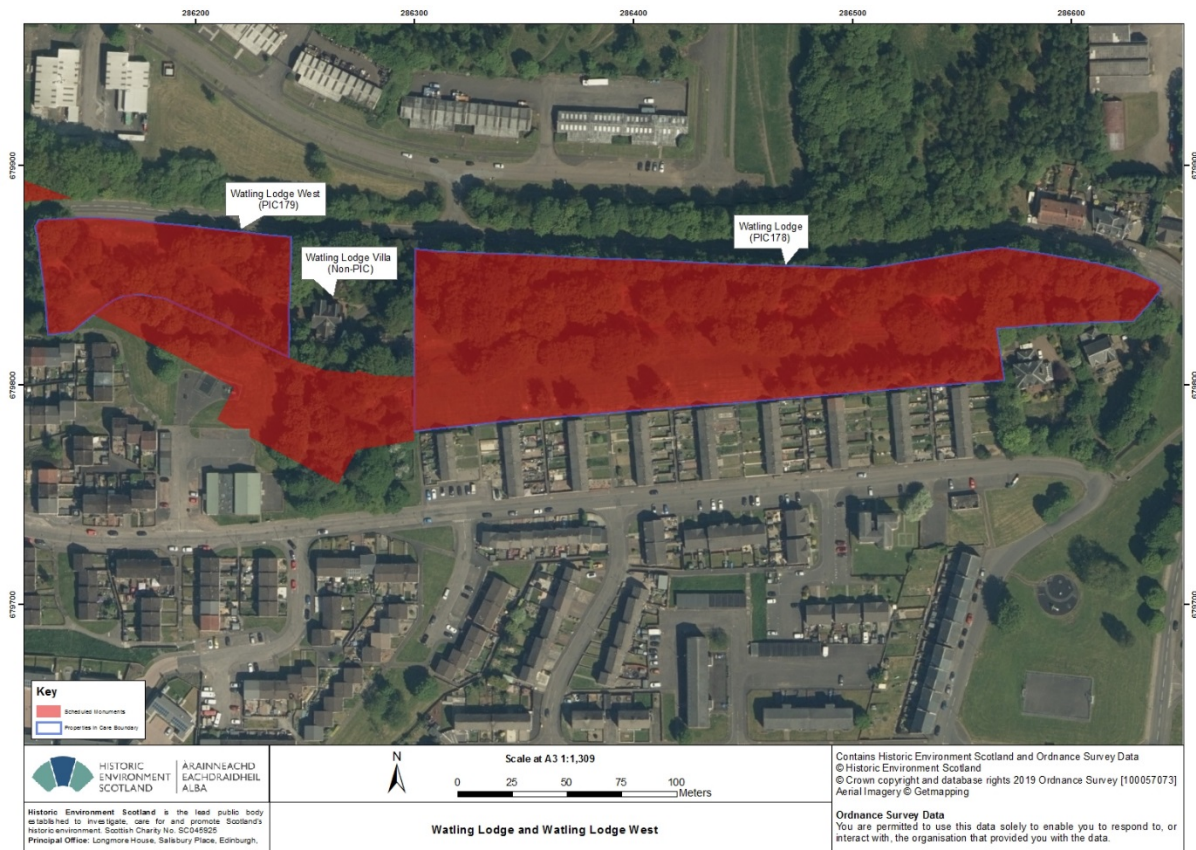 286200 286300 286400 286500 286600
679900
679900
Watling Lodge West
(PIC179)
Watling Lodge
(PIC178)
Watling Lodge Villa
(Non-PIC)
679800
679800
679700
679700
Key
Scheduled Monuments
Properties in Care Boundary
HISTORIC
ENVIRONMENT
SCOTLAND
ÀRAINNEACHD
EACHDRAIDHEIL
ALBA
Historic Environment Scotland is the lead public body
established to investigate, care for and promote Scotland's
historic environment. Scottish Charity No. SC045925
Principal Office: Longmore House, Salisbury Place, Edinburgh,
N
Scale at A3 1:1,309
0 25 50 75 100
Meters
Watling Lodge and Watling Lodge West
Contains Historic Environment Scotland and Ordnance Survey Data
© Historic Environment Scotland
© Crown copyright and database rights 2019 Ordnance Survey [100057073]
Aerial Imagery © Getmapping
Ordnance Survey Data
You are permitted to use this data solely to enable you to respond to, or
interact with, the organisation that provided you with the data.